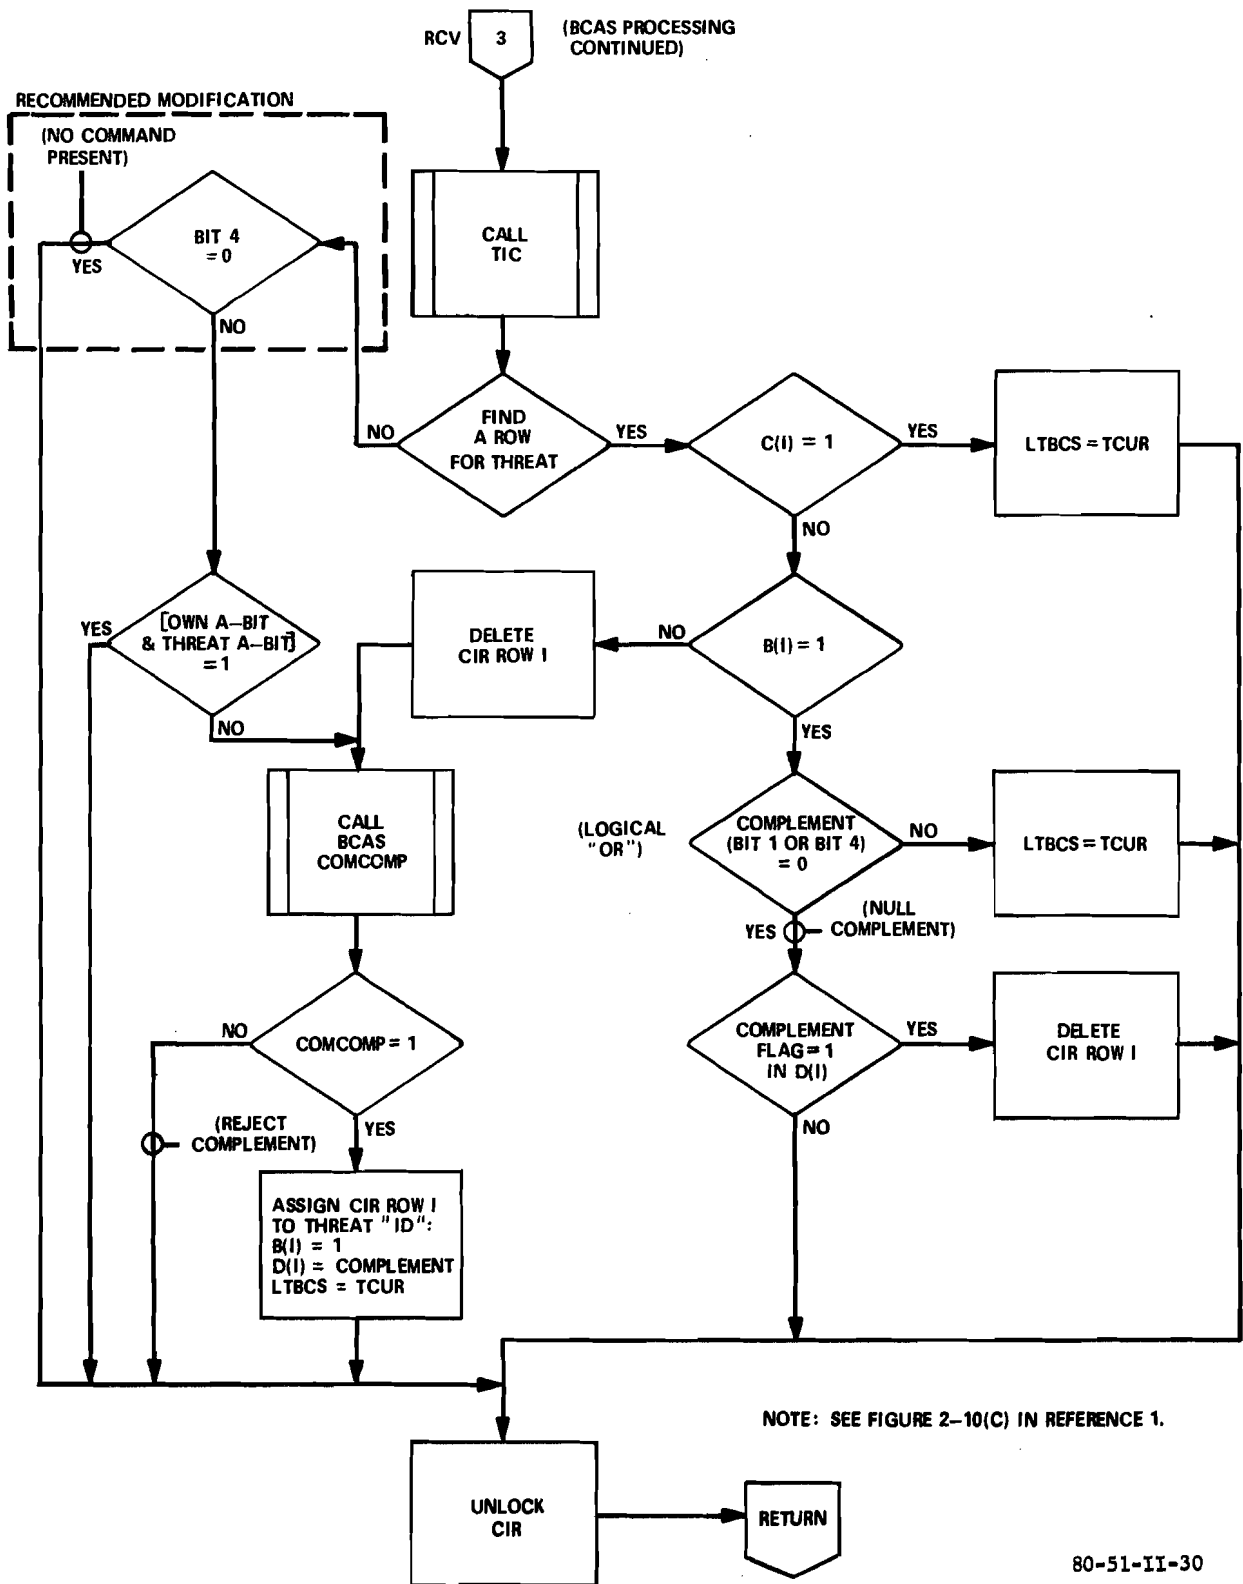 RCV 3
(BCAS PROCESSING
CONTINUED)
RECOMMENDED MODIFICATION
(NO COMMAND
PRESENT)
BIT 4
= 0
YES
NO
CALL
TIC
FIND
A ROW
FOR THREAT
NO
YES
C(I) = 1
YES
NO
LTBCS = TCUR
[OWN A-BIT
& THREAT A-BIT]
= 1
YES
NO
DELETE
CIR ROW I
NO
B(I) = 1
YES
CALL
BCAS
COMCOMP
(LOGICAL
"OR")
COMPLEMENT
(BIT 1 OR BIT 4)
= 0
NO
LTBCS = TCUR
YES
(NULL
COMPLEMENT)
COMCOMP = 1
NO
YES
COMPLEMENT
FLAG = 1
IN D(I)
YES
NO
DELETE
CIR ROW I
(REJECT
COMPLEMENT)
ASSIGN CIR ROW I
TO THREAT "ID":
B(I) = 1
D(I) = COMPLEMENT
LTBCS = TCUR
NOTE: SEE FIGURE 2-10(C) IN REFERENCE 1.
UNLOCK
CIR
RETURN
80-51-II-30